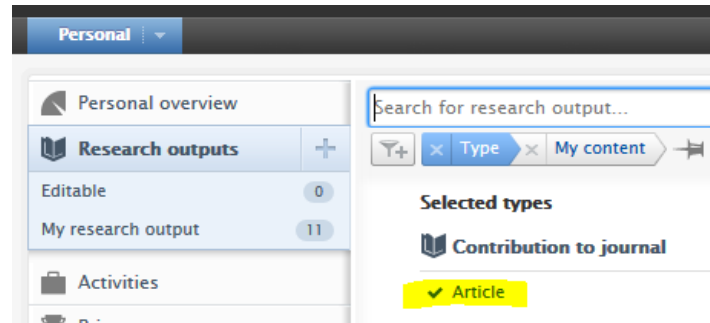 Personal
Personal overview
Research outputs
Editable 0
My research output 11
Activities
Search for research output...
Type My content
Selected types
Contribution to journal
Article